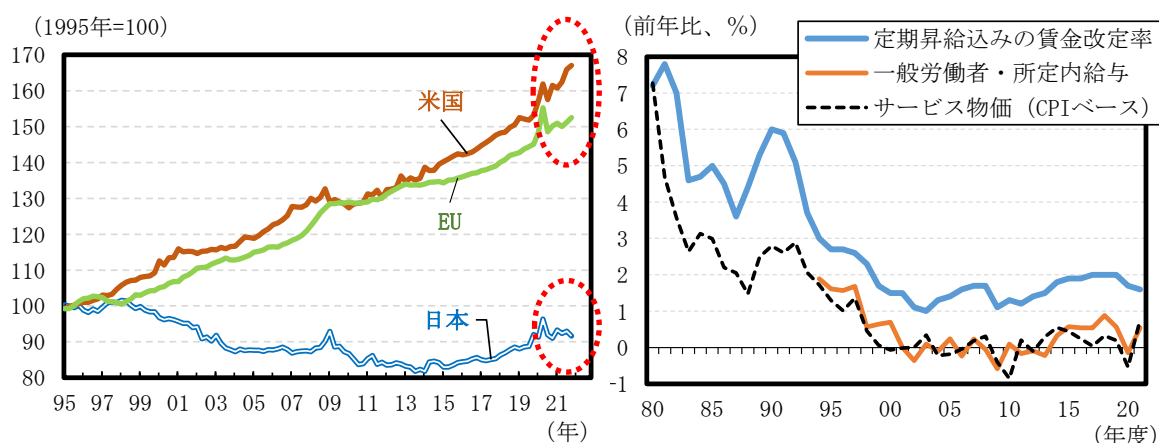 (1995年=100)
170
160
150
140
130
120
110
100
90
80
米国
EU
日本
95 97 99 01 03 05 07 09 11 13 15 17 19 21
(年)
(前年比、%)
定期昇給込みの賃金改定率
一般労働者・所定内給与
サービス物価（CPIベース）
8
7
6
5
4
3
2
1
0
-1
80 85 90 95 00 05 10 15 20
(年度)